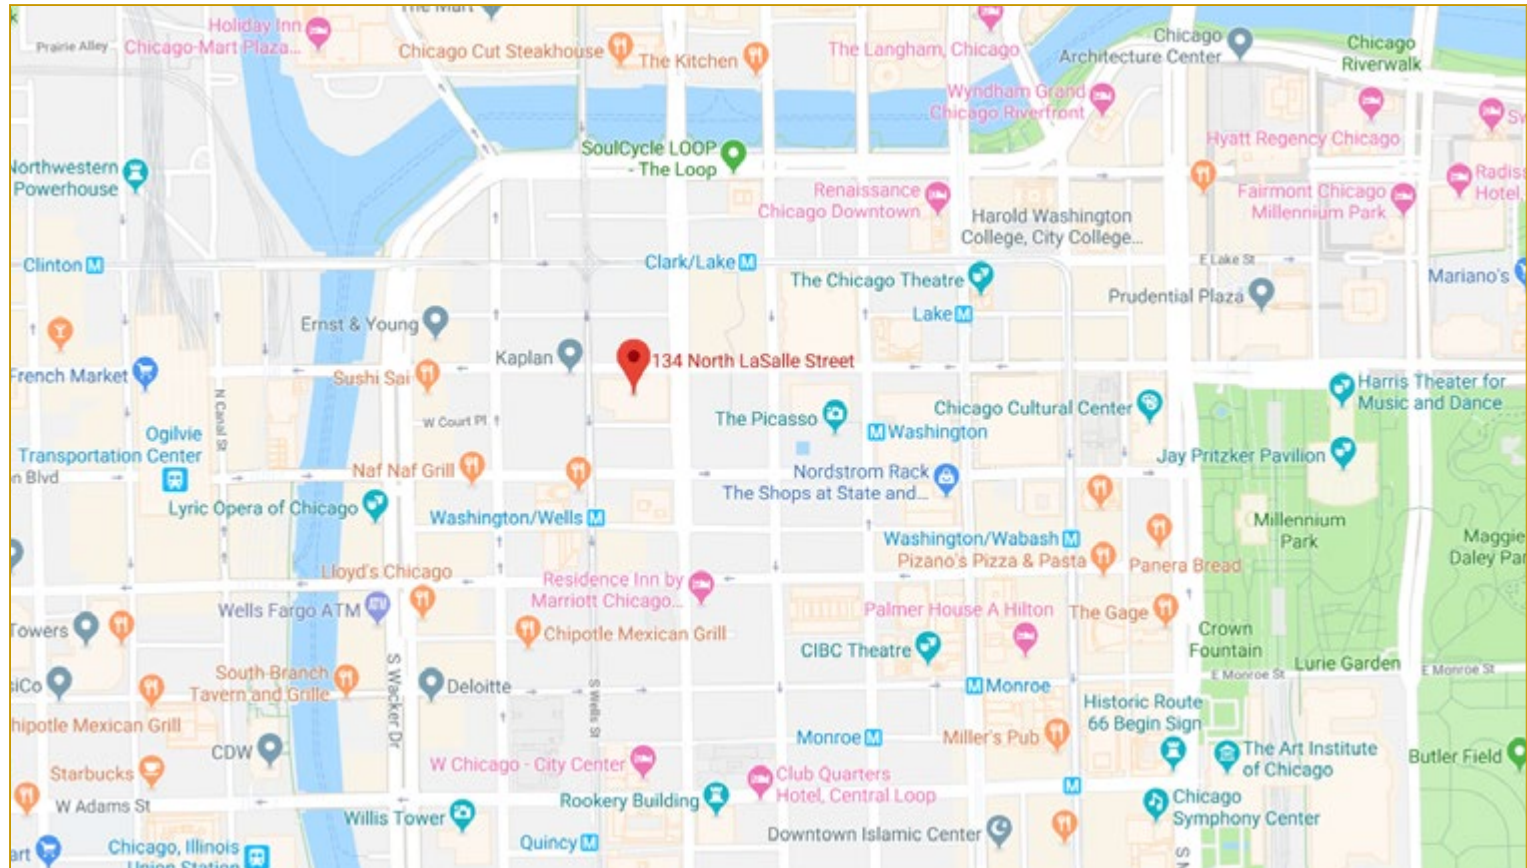 The Mart
Holiday Inn
Chicago-Mart Plaza...
Prairie Alley
Chicago Cut Steakhouse
The Kitchen
The Langham, Chicago
Chicago
Architecture Center
Chicago
Riverwalk
Wyndham Grand
Chicago Riverfront
Hyatt Regency Chicago
SoulCycle LOOP
- The Loop
Northwestern
Powerhouse
Renaissance
Chicago Downtown
Fairmont Chicago
Millennium Park
Hotel,
Harold Washington
College, City College...
Clinton M
Clark/Lake M
E Lake St
The Chicago Theatre
Mariano's
Prudential Plaza
Lake M
Ernst & Young
Kaplan
134 North LaSalle Street
French Market
Sushi Sai
Harris Theater for
Music and Dance
N Canal St
W Court Pl
The Picasso
Chicago Cultural Center
M Washington
Ogilvie
Transportation Center
Jay Pritzker Pavilion
n Blvd
Naf Naf Grill
Nordstrom Rack
The Shops at State and...
Lyric Opera of Chicago
Washington/Wells M
Millennium
Park
Washington/Wabash M
Maggie
Daley Par
Pizano's Pizza & Pasta
Panera Bread
Lloyd's Chicago
Residence Inn by
Marriott Chicago...
Wells Fargo ATM
ATM
Palmer House A Hilton
The Gage
Towers
Chipotle Mexican Grill
CIBC Theatre
Crown
Fountain
Lurie Garden
E Monroe St
E Monroe St
South Branch
Tavern and Grille
siCo
S Wacker Dr
Deloitte
S Wells St
M Monroe
Historic Route
66 Begin Sign
hipotle Mexican Grill
Monroe M
Miller's Pub
CDW
The Art Institute
of Chicago
Butler Field
W Chicago - City Center
Starbucks
Club Quarters
Hotel, Central Loop
M
W Adams St
Rookery Building
Chicago
Symphony Center
Willis Tower
Quincy M
Downtown Islamic Center
art
Chicago, Illinois
Union Station